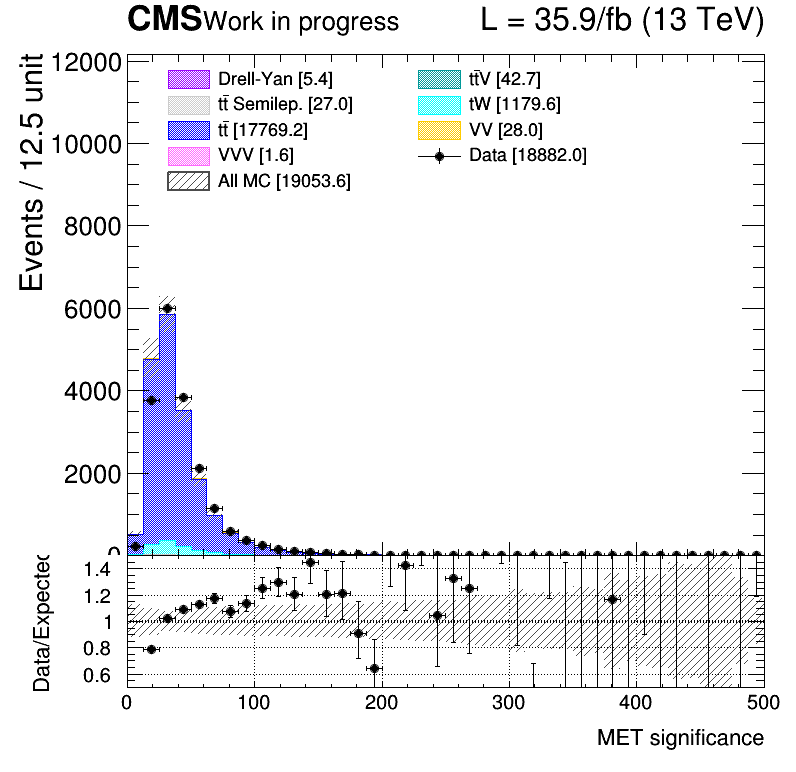 CMS Work in progress L = 35.9/fb (13 TeV)
Events / 12.5 unit
12000
10000
8000
6000
4000
2000
0
Drell-Yan [5.4]
tt̄ Semilep. [27.0]
tt̄ [17769.2]
VVV [1.6]
All MC [19053.6]
tt̄V [42.7]
tW [1179.6]
VV [28.0]
Data [18882.0]
Data/Expected
1.4
1.2
1
0.8
0.6
0 100 200 300 400 500
MET significance